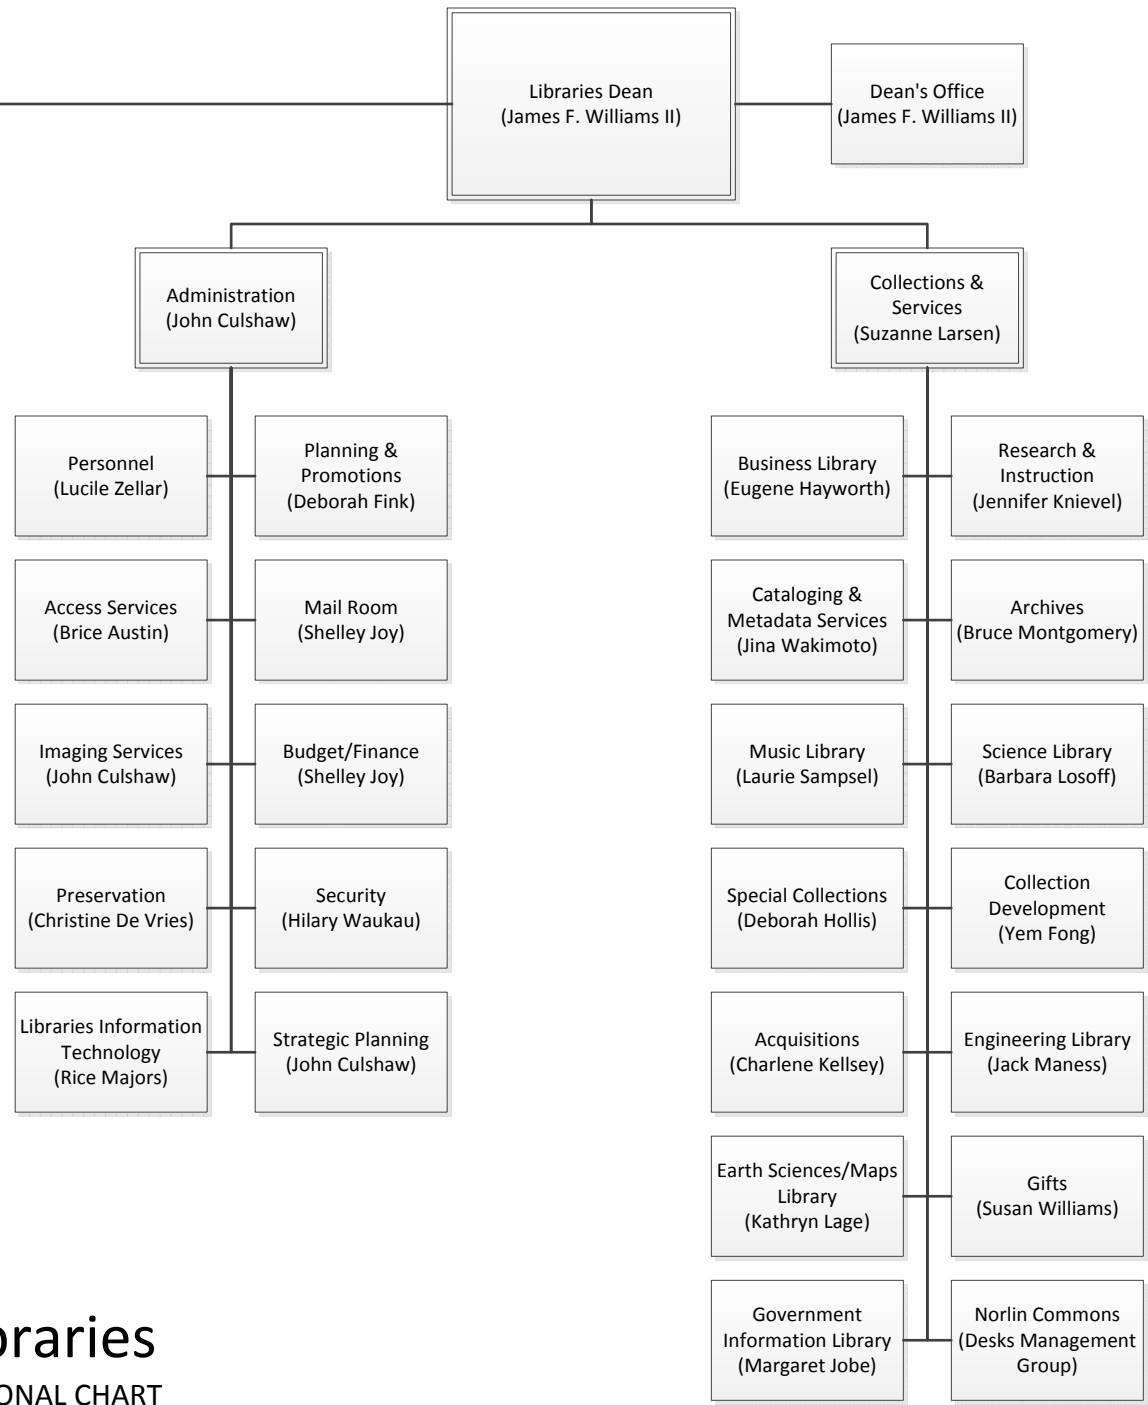 Libraries Dean
(James F. Williams II)
Dean's Office
(James F. Williams II)
Administration
(John Culshaw)
Collections &
Services
(Suzanne Larsen)
Personnel
(Lucile Zellar)
Planning &
Promotions
(Deborah Fink)
Business Library
(Eugene Hayworth)
Research &
Instruction
(Jennifer Knievel)
Access Services
(Brice Austin)
Mail Room
(Shelley Joy)
Cataloging &
Metadata Services
(Jina Wakimoto)
Archives
(Bruce Montgomery)
Imaging Services
(John Culshaw)
Budget/Finance
(Shelley Joy)
Music Library
(Laurie Sampsel)
Science Library
(Barbara Losoff)
Preservation
(Christine De Vries)
Security
(Hilary Waukau)
Special Collections
(Deborah Hollis)
Collection
Development
(Yem Fong)
Libraries Information
Technology
(Rice Majors)
Strategic Planning
(John Culshaw)
Acquisitions
(Charlene Kellsey)
Engineering Library
(Jack Maness)
Earth Sciences/Maps
Library
(Kathryn Lage)
Gifts
(Susan Williams)
Government
Information Library
(Margaret Jobe)
Norlin Commons
(Desks Management
Group)
braries
ONAL CHART